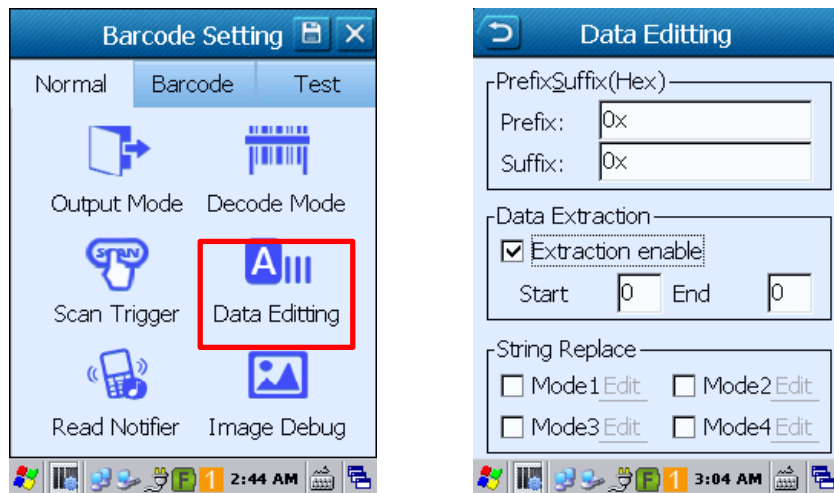 Barcode Setting
Normal Barcode Test
Output Mode Decode Mode
SCAN
A
Scan Trigger Data Editting
Read Notifier Image Debug
F 1 2:44 AM
Data Editting
PrefixSuffix(Hex)
Prefix: 0x
Suffix: 0x
Data Extraction
Extraction enable
Start 0 End 0
String Replace
Mode1 Edit Mode2 Edit
Mode3 Edit Mode4 Edit
F 1 3:04 AM